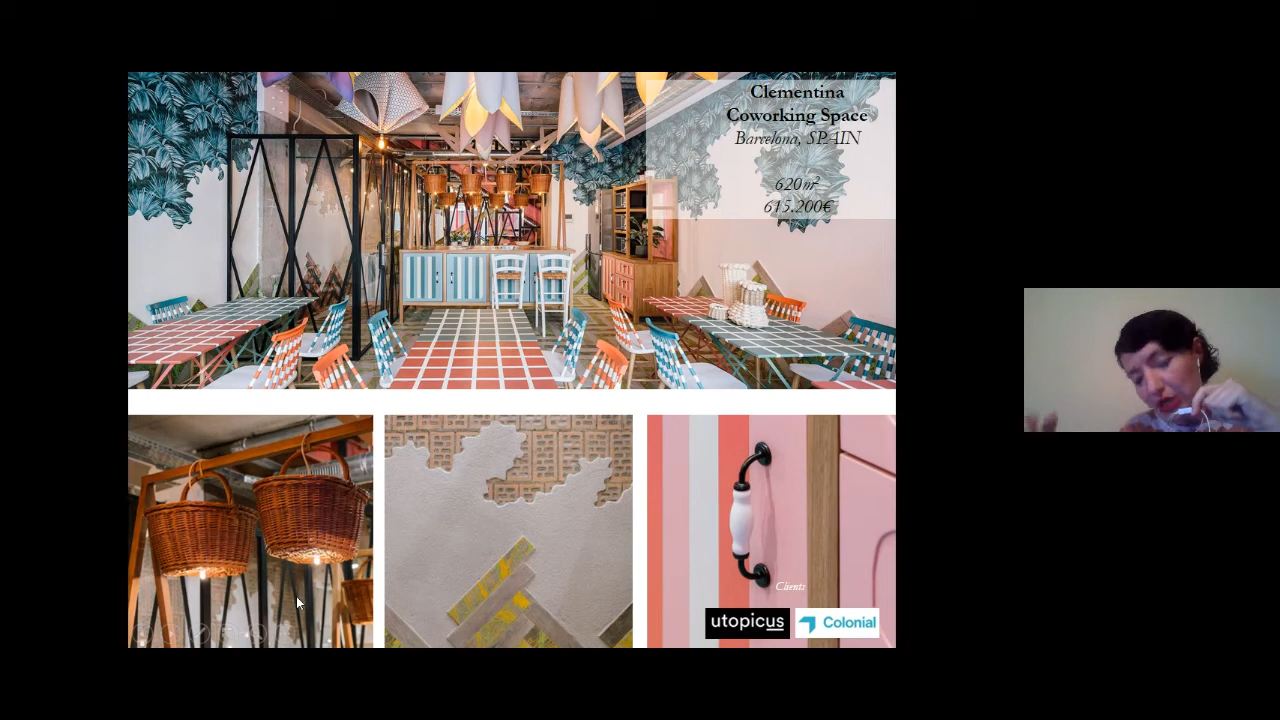 Clementina
Coworking Space
Barcelona, SPAIN
620m²
615.200€
Clients
utopicus
Colonial